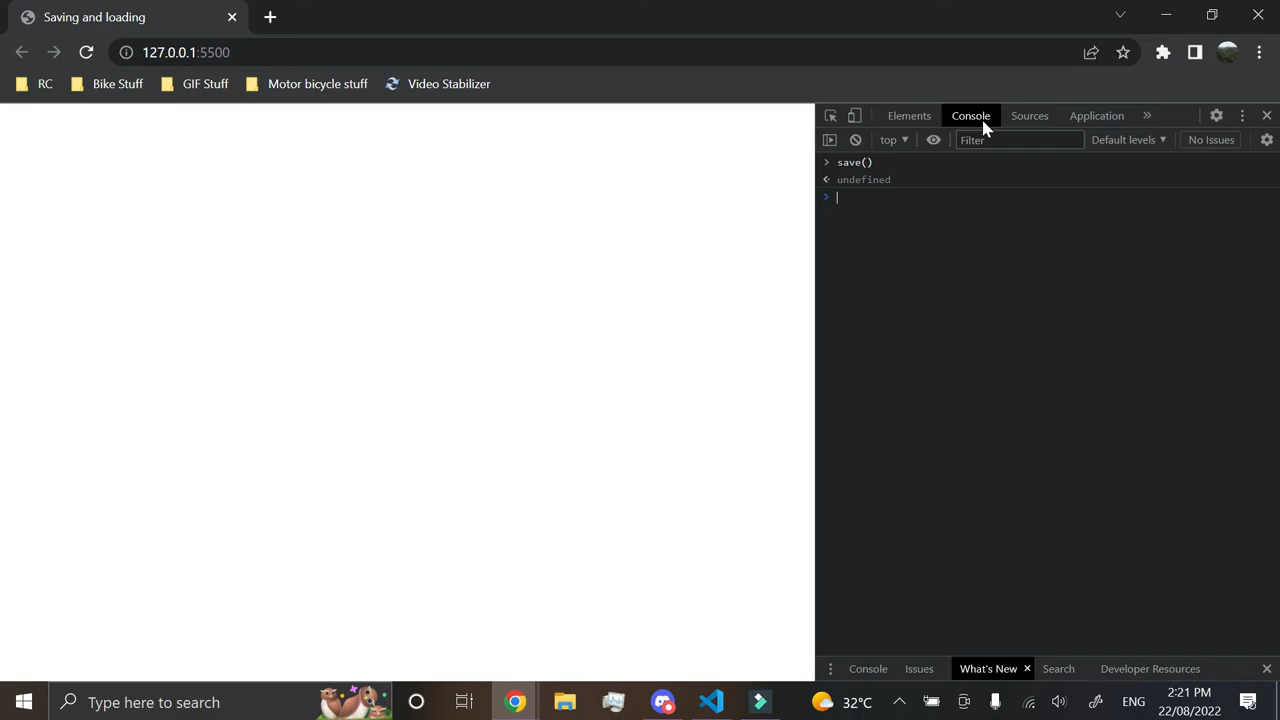 Saving and loading
127.0.0.1:5500
RC Bike Stuff GIF Stuff Motor bicycle stuff Video Stabilizer
Elements Console Sources Application »
top Filter Default levels No Issues
> save()
undefined
>
Console Issues What's New Search Developer Resources
Type here to search
32°C
ENG
2:21 PM
22/08/2022